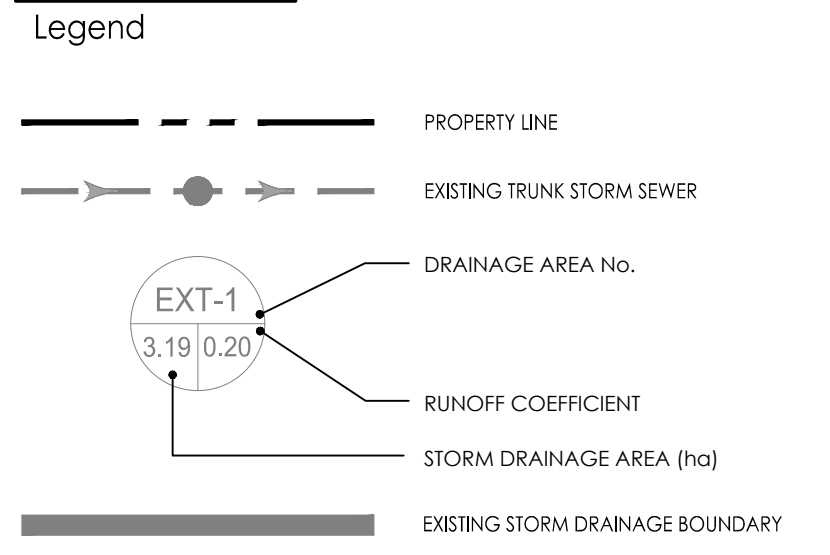 Legend
PROPERTY LINE
EXISTING TRUNK STORM SEWER
DRAINAGE AREA No.
EXT-1
3.19 0.20
RUNOFF COEFFICIENT
STORM DRAINAGE AREA (ha)
EXISTING STORM DRAINAGE BOUNDARY